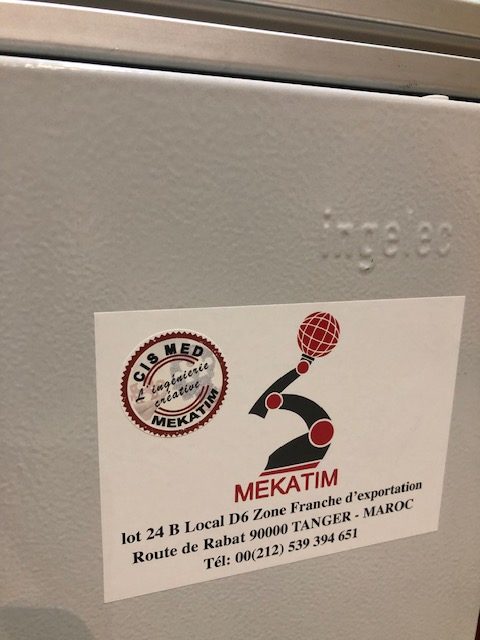 ingelec
CIS MED
L'ingénierie
créative
MEKATIM
MEKATIM
lot 24 B Local D6 Zone Franche d'exportation
Route de Rabat 90000 TANGER - MAROC
Tél: 00(212) 539 394 651